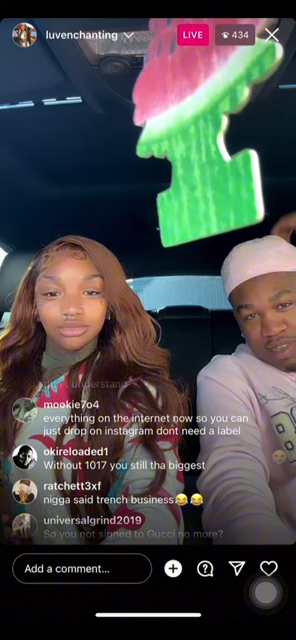 luvenchanting
LIVE
434
understand
mookie7o4
everything on the internet now so you can
just drop on instagram dont need a label
okireloaded1
Without 1017 you still tha biggest
ratchett3xf
nigga said trench business😂😂
universalgrind2019
So you not signed to Gucci no more?
Add a comment...